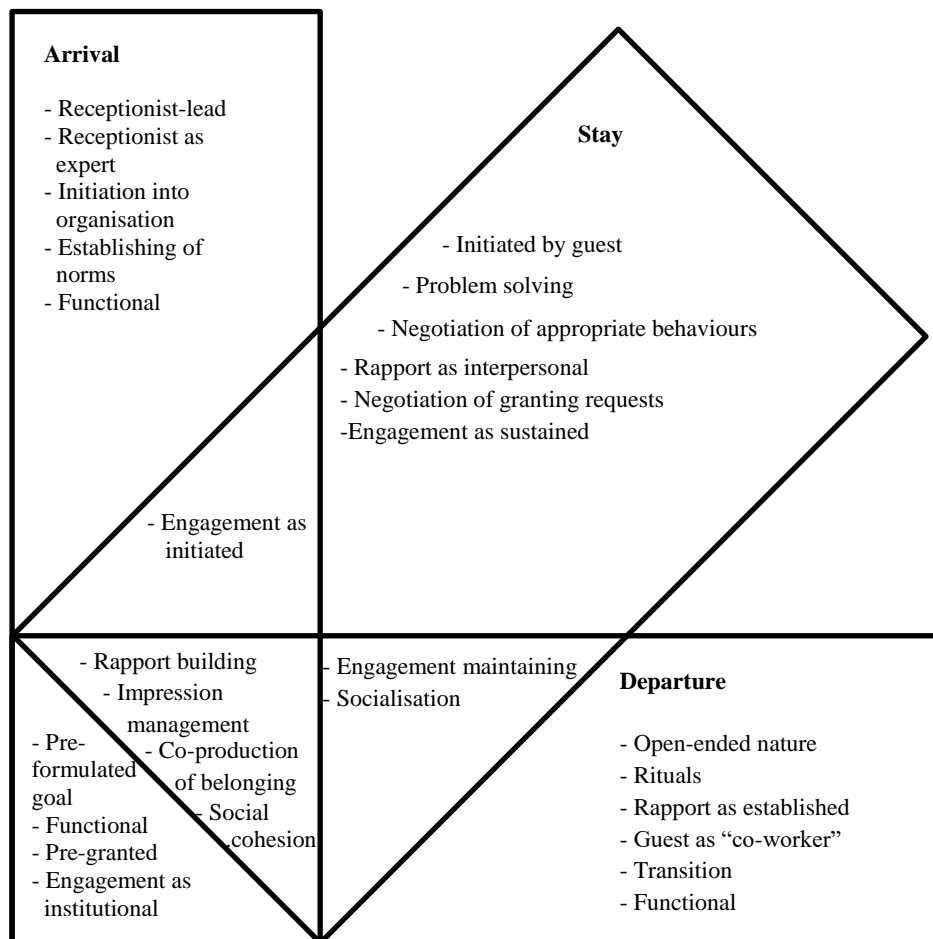 Arrival
- Receptionist-lead
- Receptionist as
expert
- Initiation into
organisation
- Establishing of
norms
- Functional
Stay
- Initiated by guest
- Problem solving
- Negotiation of appropriate behaviours
- Rapport as interpersonal
- Negotiation of granting requests
-Engagement as sustained
- Engagement as
initiated
- Rapport building
- Impression
management
- Co-production
of belonging
- Social
.cohesion
- Engagement maintaining
- Socialisation
- Pre-
formulated
goal
- Functional
- Pre-granted
- Engagement as
institutional
Departure
- Open-ended nature
- Rituals
- Rapport as established
- Guest as “co-worker”
- Transition
- Functional